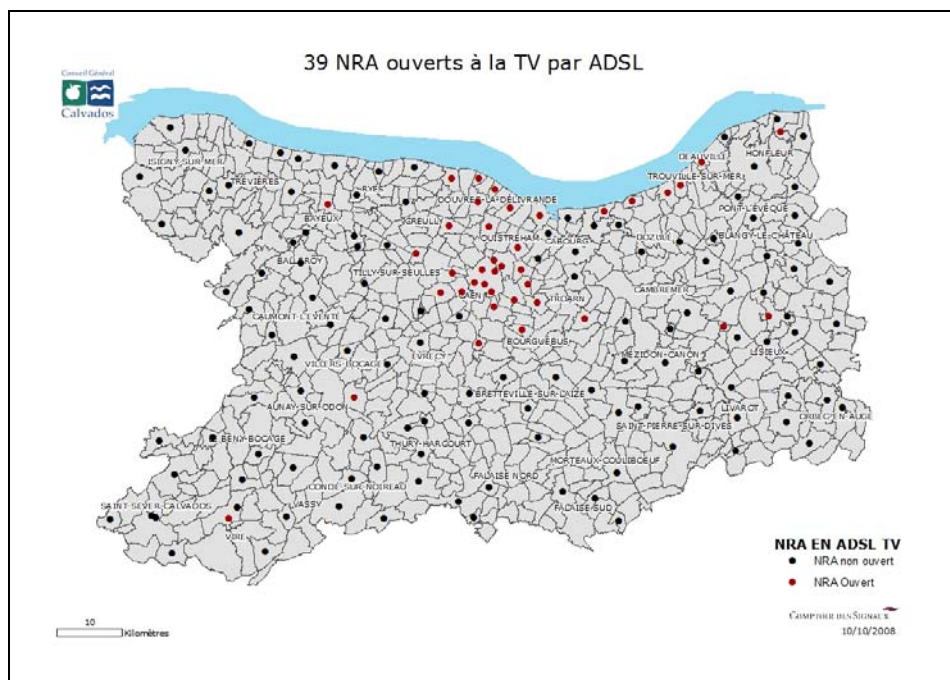 39 NRA ouverts à la TV par ADSL
Conseil Général
Calvados
HONFLEUR
DEAUVILLE
ISIGNY-SUR-MER
TROUVILLE-SUR-MER
TREVIERES
RYES
DOUVRES-LA-DELIVRANDE
PONT-L'EVEQUE
BAYEUX
CREULLY
OUISTREHAM
CABOURG
DOZULE
BLANGY-LE-CHATEAU
BALLEROY
TILLY-SUR-SEULLES
CAMBREMER
CAEN
TROARN
CAUMONT-L'EVENTE
BOURGUEBUS
LISIEUX
EVRECY
MEZIDON-CANON
VILLERS-BOCAGE
BRETTEVILLE-SUR-LAIZE
AUNAY-SUR-ODON
LIVAROT
ORBEC-EN-AUGE
SAINT-PIERRE-SUR-DIVES
LE BENY-BOCAGE
THURY-HARCOURT
MORTEAUX-COULIBOEUF
FALAISE NORD
CONDE-SUR-NOIREAU
SAINT-SEVER-CALVADOS
VASSY
FALAISE-SUD
VIRE
NRA EN ADSL TV
NRA non ouvert
NRA Ouvert
COMPTOIR DES SIGNAUX
10/10/2008
10
Kilomètres